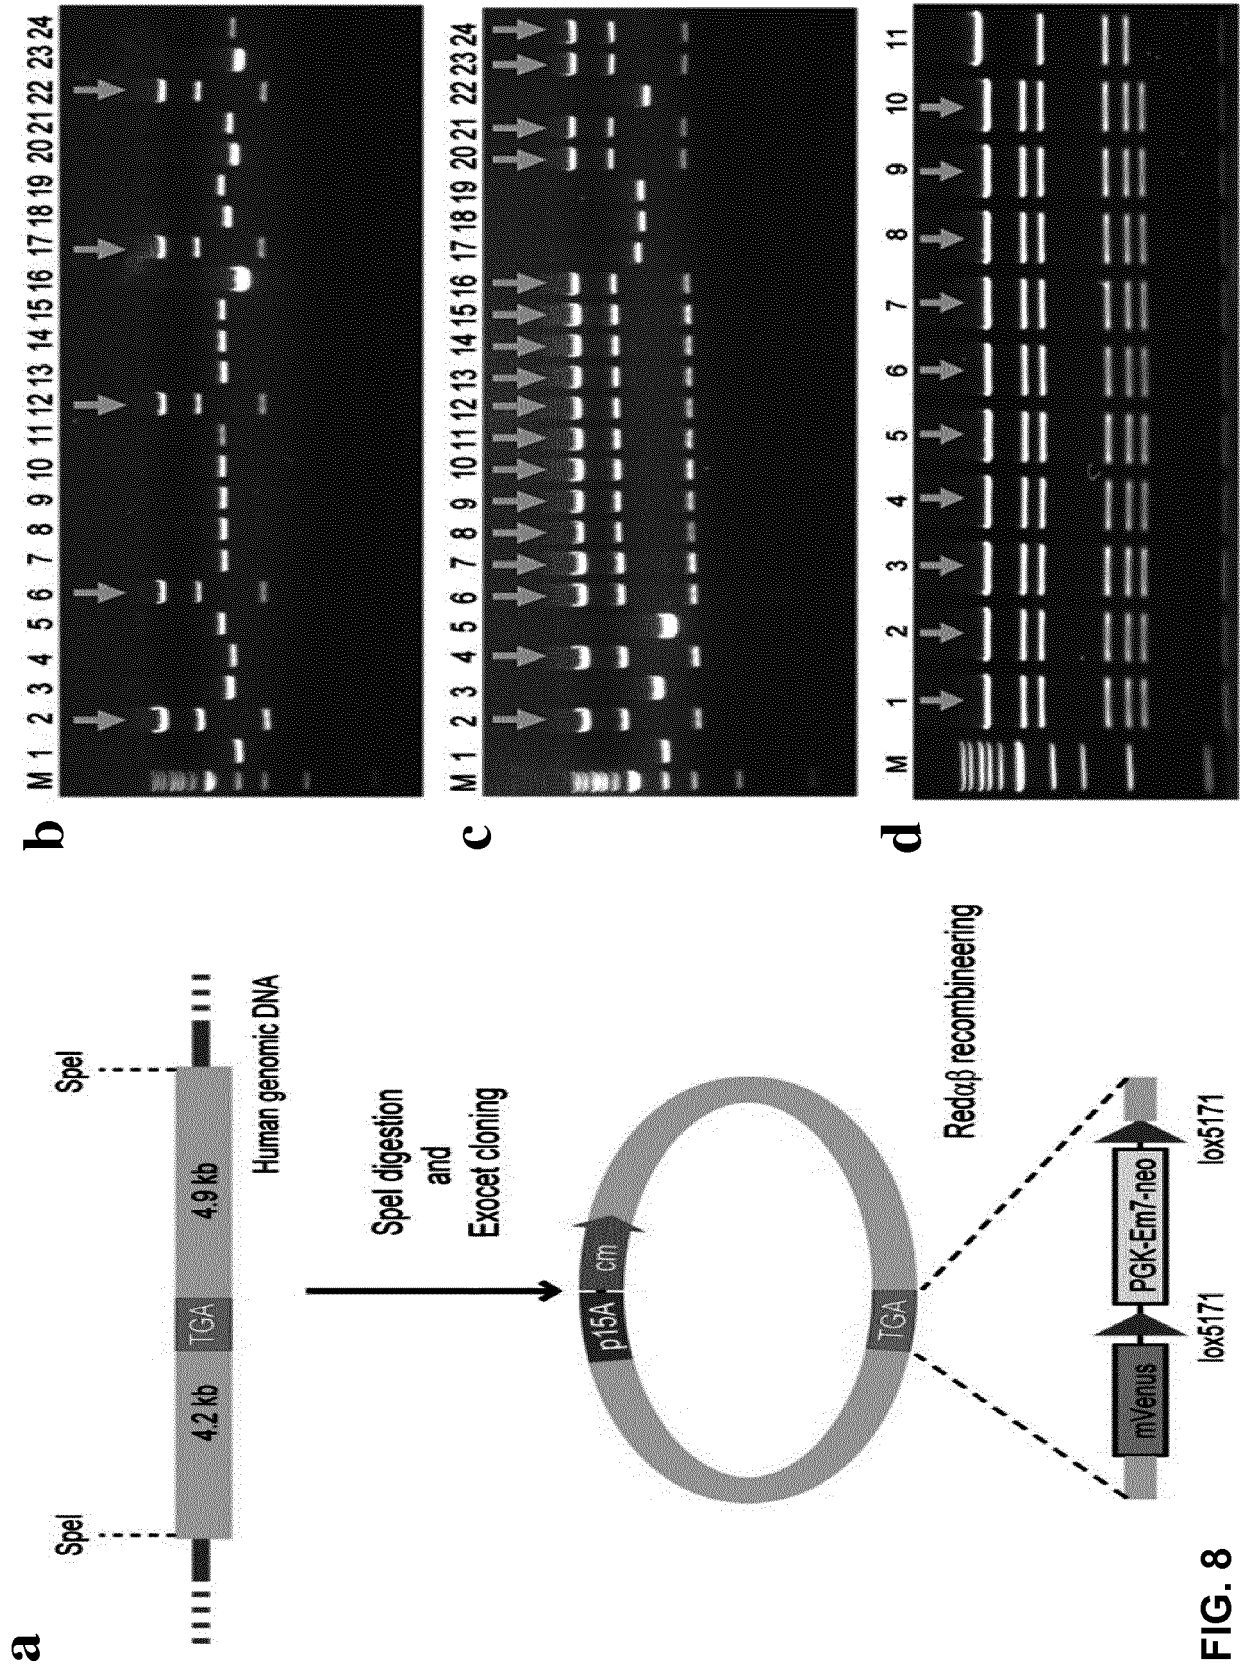 a
SpeI
SpeI
4.2 kb
TGA
4.9 kb
Human genomic DNA
SpeI digestion
and
Exocet cloning
p15A
cm
TGA
Redαβ recombineering
mVenus
PGK-Em7-neo
lox5171
lox5171
b
M 1 2 3 4 5 6 7 8 9 10 11 12 13 14 15 16 17 18 19 20 21 22 23 24
c
M 1 2 3 4 5 6 7 8 9 10 11 12 13 14 15 16 17 18 19 20 21 22 23 24
d
M 1 2 3 4 5 6 7 8 9 10 11
FIG. 8